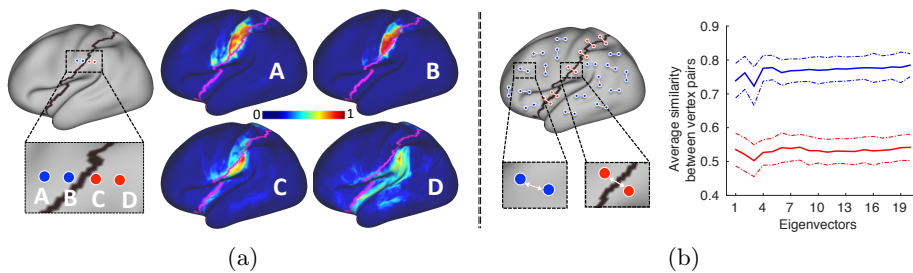 A
B
0
1
A
B
C
D
C
D
(a)
Average similarity
between vertex pairs
0.9
0.8
0.7
0.6
0.5
0.4
1
4
7
10
13
16
19
Eigenvectors
(b)